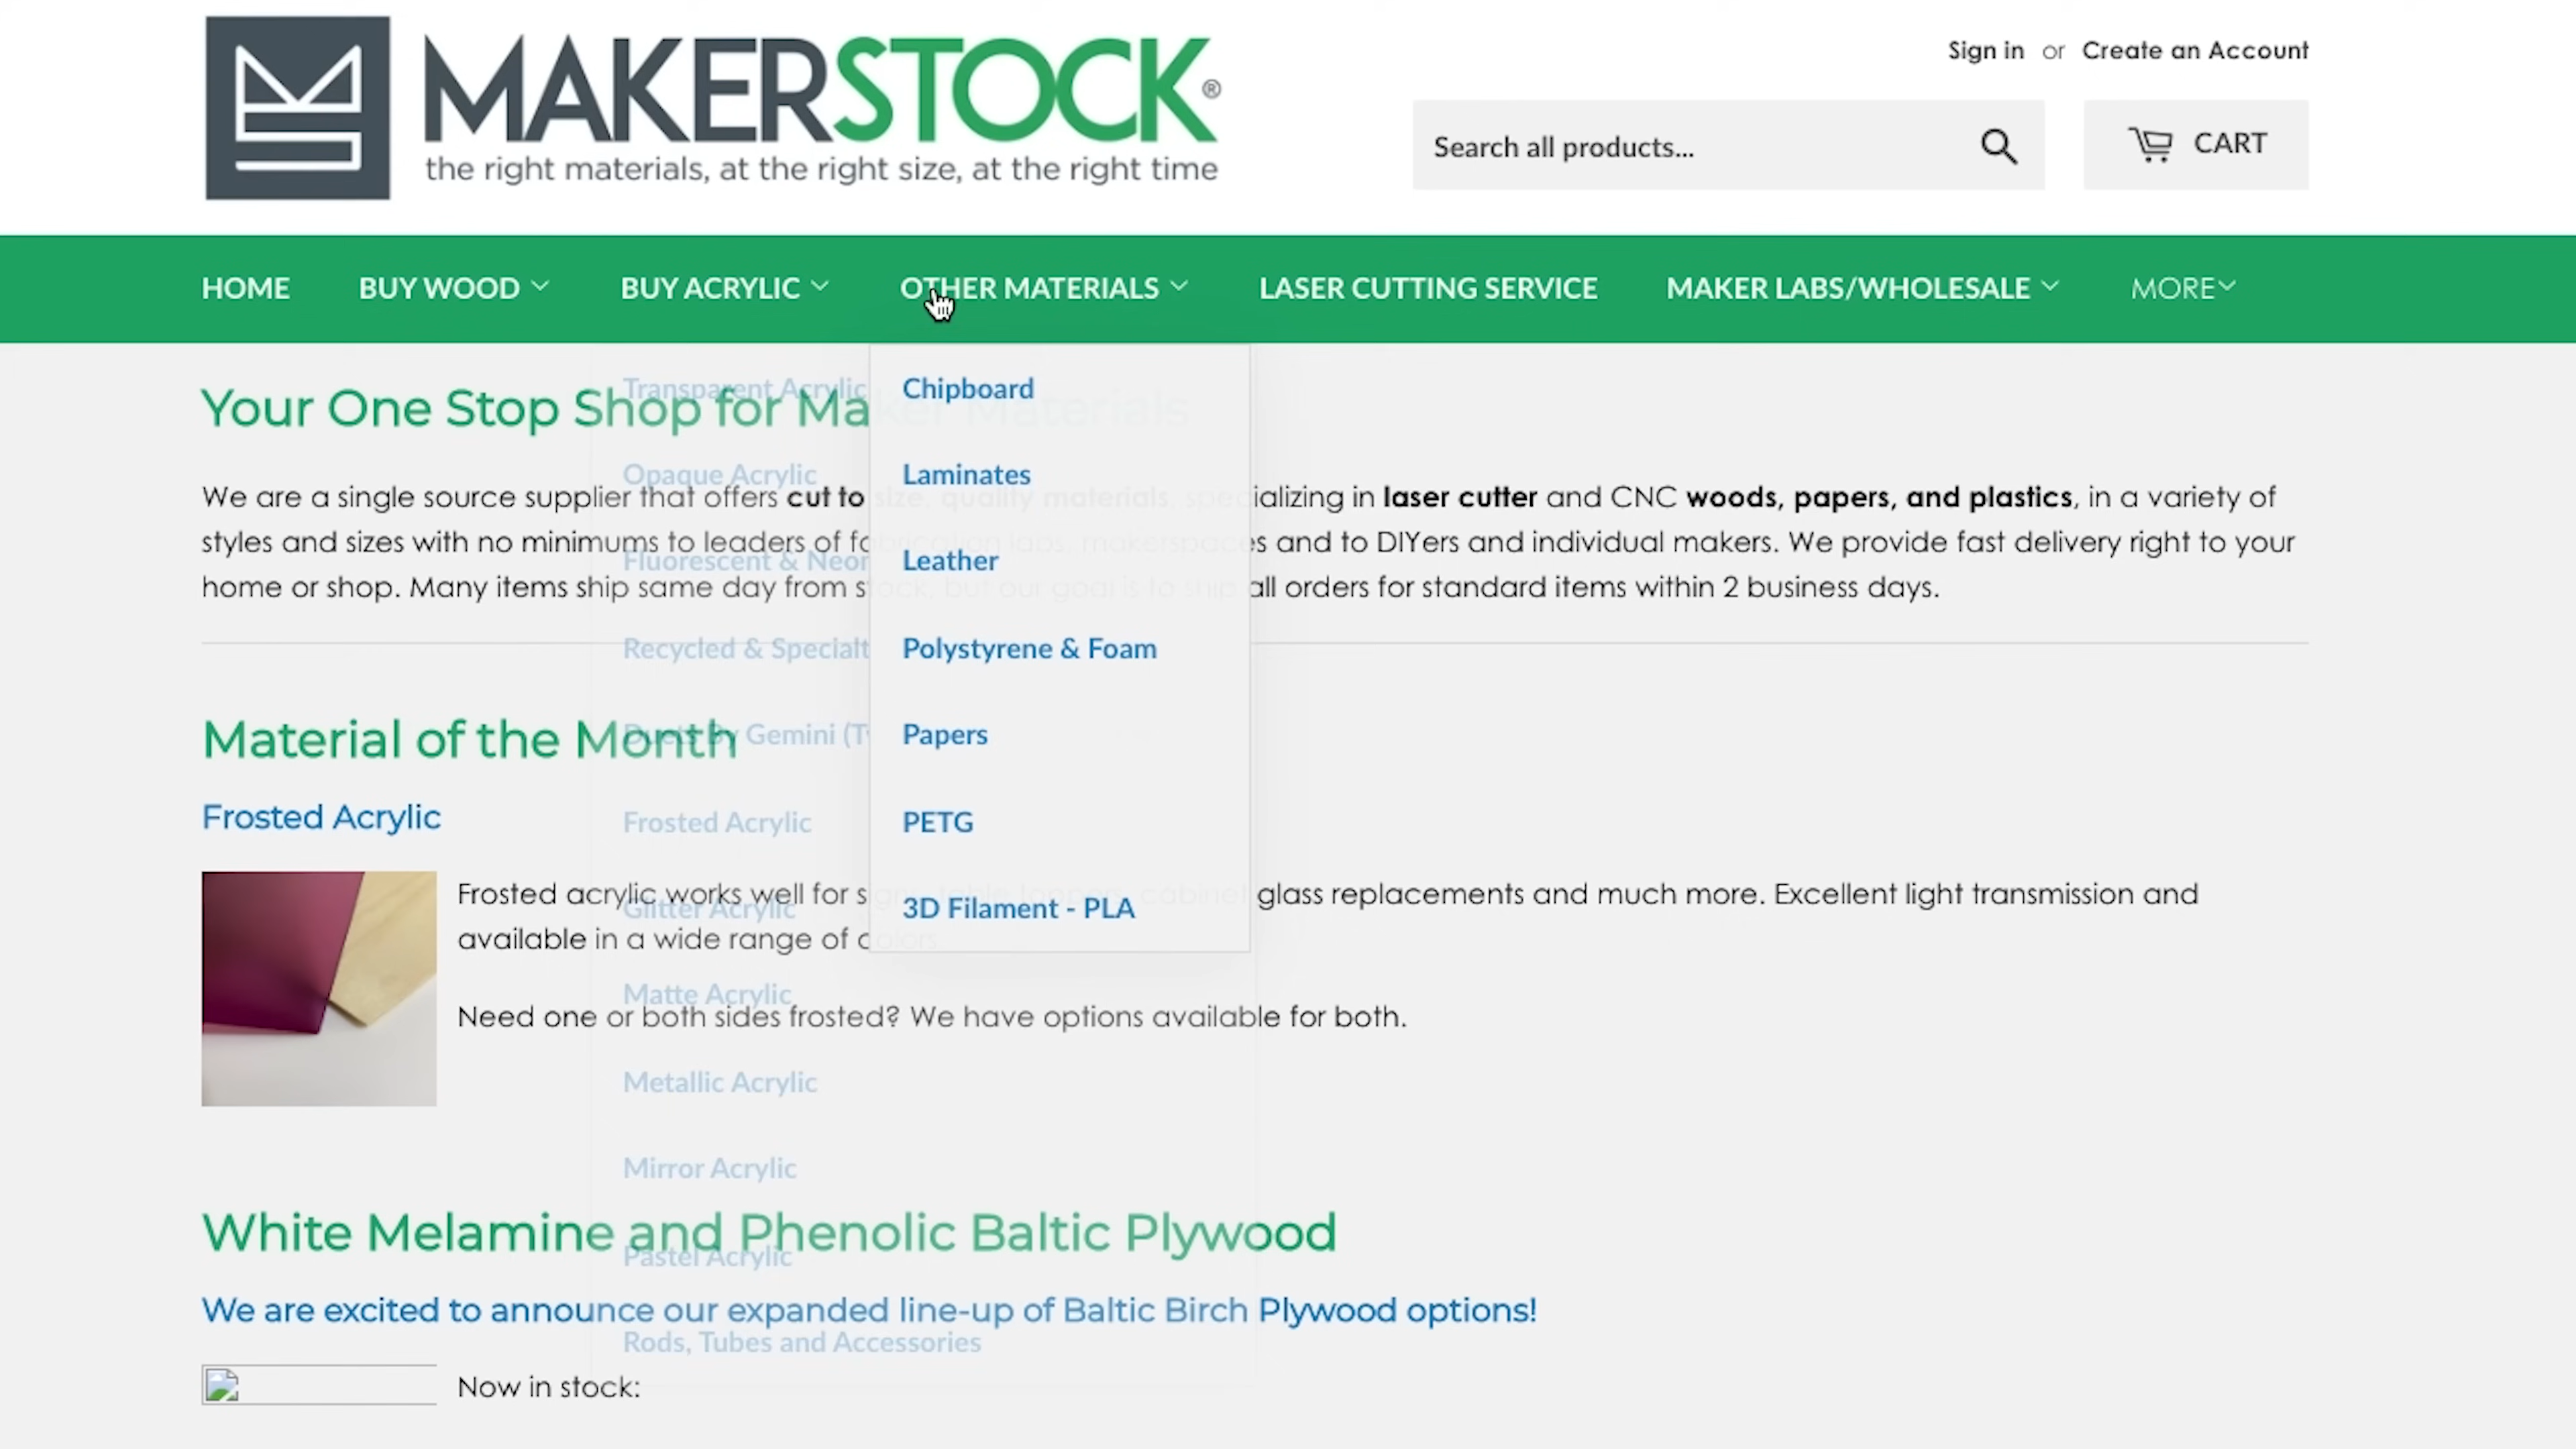 MAKERSTOCK®
the right materials, at the right size, at the right time
Sign in or Create an Account
Search all products...
CART
HOME
BUY WOOD
BUY ACRYLIC
OTHER MATERIALS
LASER CUTTING SERVICE
MAKER LABS/WHOLESALE
MORE
Transparent Acrylic
Opaque Acrylic
Fluorescent & Neon
Recycled & Specialt
Duets By Gemini (Tw
Frosted Acrylic
Glitter Acrylic
Matte Acrylic
Metallic Acrylic
Mirror Acrylic
Pastel Acrylic
Rods, Tubes and Accessories
Chipboard
Laminates
Leather
Polystyrene & Foam
Papers
PETG
3D Filament - PLA
Your One Stop Shop for Maker Materials
We are a single source supplier that offers cut to size, quality materials specializing in laser cutter and CNC woods, papers, and plastics, in a variety of
styles and sizes with no minimums to leaders of fabrication labs, makerspaces and to DIYers and individual makers. We provide fast delivery right to your
home or shop. Many items ship same day from stock, but our goal is to ship all orders for standard items within 2 business days.
Material of the Month
Frosted Acrylic
Frosted acrylic works well for signs, table toppers, cabinet glass replacements and much more. Excellent light transmission and
available in a wide range of colors.
Need one or both sides frosted? We have options available for both.
White Melamine and Phenolic Baltic Plywood
We are excited to announce our expanded line-up of Baltic Birch Plywood options!
Now in stock: